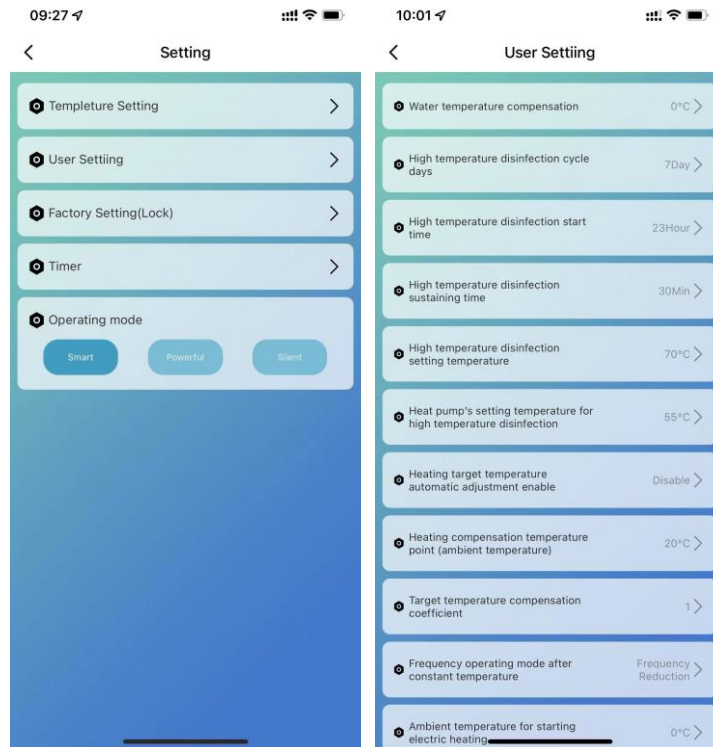 09:27
Setting
Templeture Setting
User Settiing
Factory Setting(Lock)
Timer
Operating mode
Smart
Powerful
Slient
10:01
User Settiing
Water temperature compensation
0°C
High temperature disinfection cycle
days
7Day
High temperature disinfection start
time
23Hour
High temperature disinfection
sustaining time
30Min
High temperature disinfection
setting temperature
70°C
Heat pump's setting temperature for
high temperature disinfection
55°C
Heating target temperature
automatic adjustment enable
Disable
Heating compensation temperature
point (ambient temperature)
20°C
Target temperature compensation
coefficient
1
Frequency operating mode after
constant temperature
Frequency
Reduction
Ambient temperature for starting
electric heating
0°C